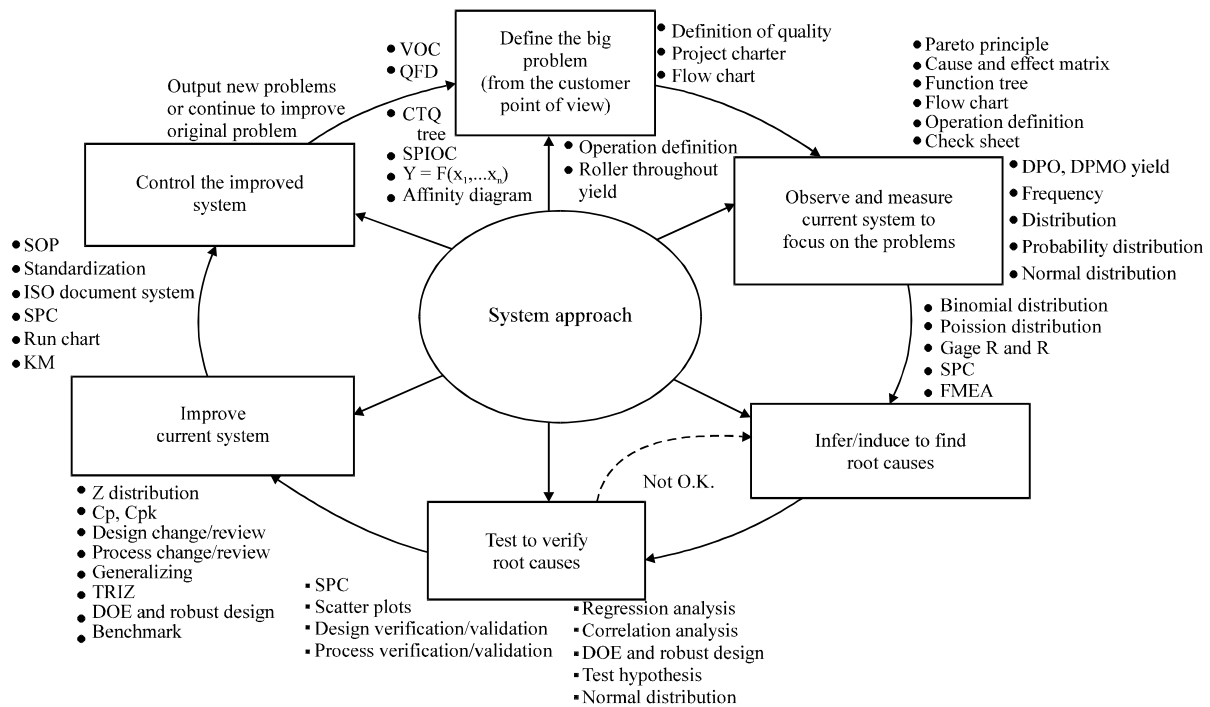 Define the big
problem
(from the customer
point of view)
● VOC
● QFD
● CTQ
tree
● SPIOC
● Y = F(x₁,...xₙ)
● Affinity diagram
● Definition of quality
● Project charter
● Flow chart
● Operation definition
● Roller throughout
yield
● Pareto principle
● Cause and effect matrix
● Function tree
● Flow chart
● Operation definition
● Check sheet
Observe and measure
current system to
focus on the problems
● DPO, DPMO yield
● Frequency
● Distribution
● Probability distribution
● Normal distribution
● Binomial distribution
● Poission distribution
● Gage R and R
● SPC
● FMEA
Infer/induce to find
root causes
Not O.K.
Test to verify
root causes
▪ SPC
▪ Scatter plots
▪ Design verification/validation
▪ Process verification/validation
▪ Regression analysis
▪ Correlation analysis
▪ DOE and robust design
▪ Test hypothesis
▪ Normal distribution
Improve
current system
● Z distribution
● Cp, Cpk
● Design change/review
● Process change/review
● Generalizing
● TRIZ
● DOE and robust design
● Benchmark
● SOP
● Standardization
● ISO document system
● SPC
● Run chart
● KM
Control the improved
system
Output new problems
or continue to improve
original problem
System approach